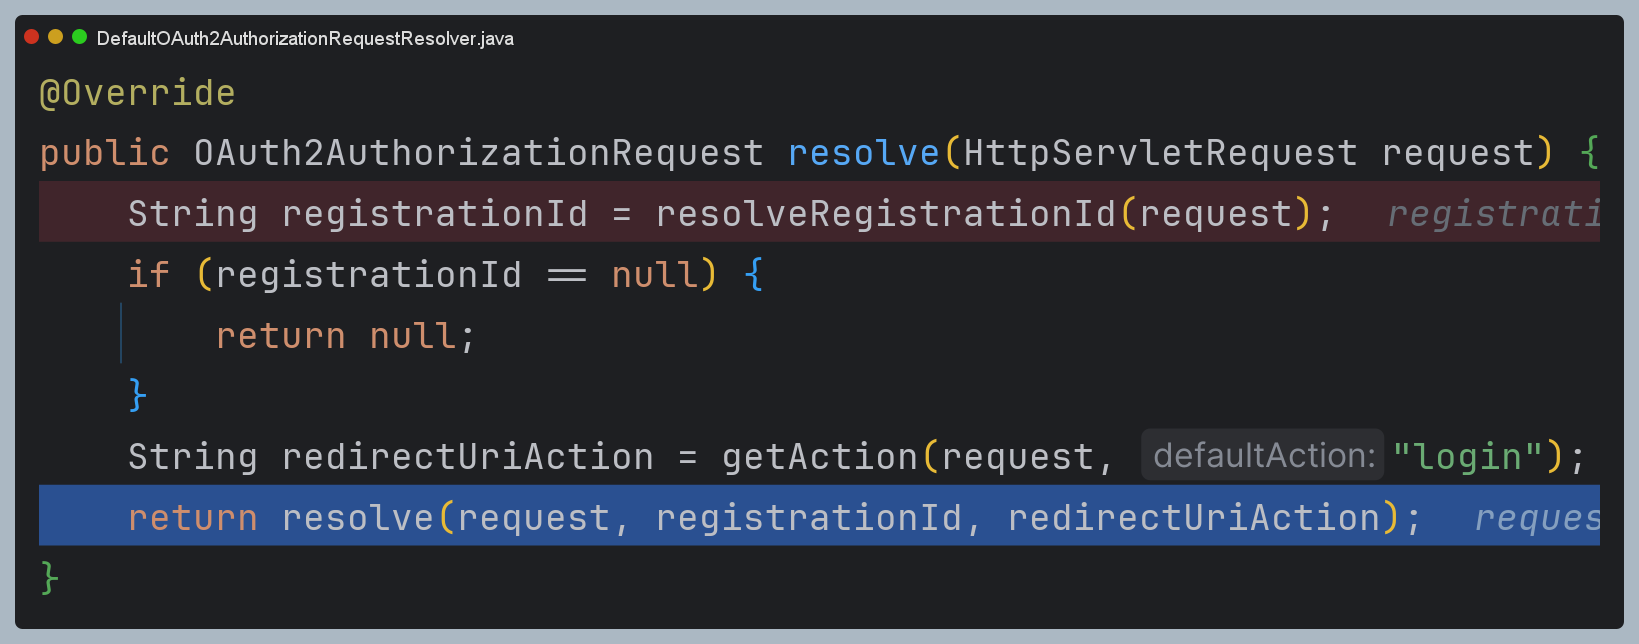 DefaultOAuth2AuthorizationRequestResolver.java
@Override
public OAuth2AuthorizationRequest resolve(HttpServletRequest request) {
String registrationId = resolveRegistrationId(request); registrati
if (registrationId == null) {
return null;
}
String redirectUriAction = getAction(request, defaultAction: "login");
return resolve(request, registrationId, redirectUriAction); reques
}